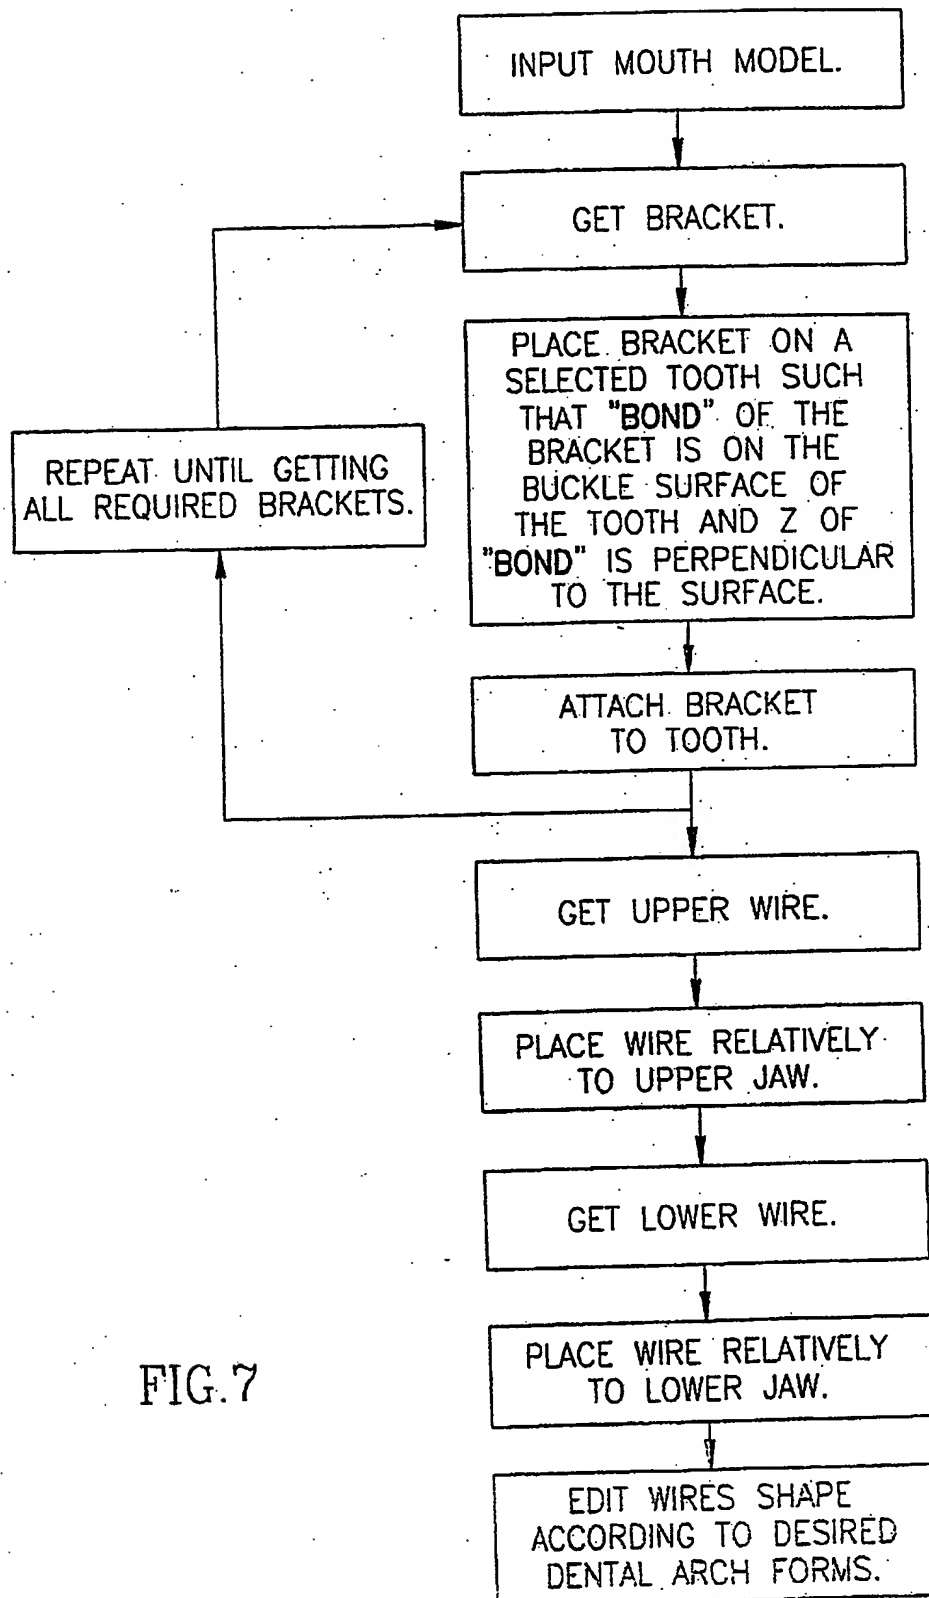 INPUT MOUTH MODEL.
GET BRACKET.
PLACE BRACKET ON A
SELECTED TOOTH SUCH
THAT "BOND" OF THE
BRACKET IS ON THE
BUCKLE SURFACE OF
THE TOOTH AND Z OF
"BOND" IS PERPENDICULAR
TO THE SURFACE.
REPEAT UNTIL GETTING
ALL REQUIRED BRACKETS.
ATTACH BRACKET
TO TOOTH.
GET UPPER WIRE.
PLACE WIRE RELATIVELY
TO UPPER JAW.
GET LOWER WIRE.
PLACE WIRE RELATIVELY
TO LOWER JAW.
EDIT WIRES SHAPE
ACCORDING TO DESIRED
DENTAL ARCH FORMS.
FIG.7